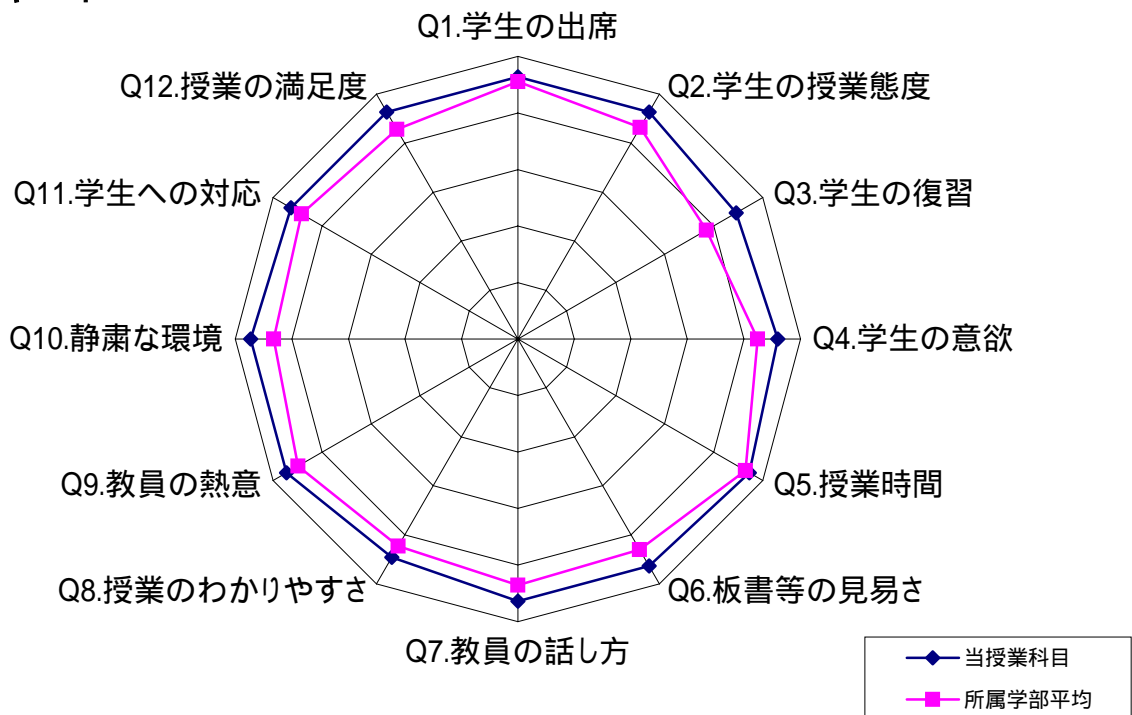 Q1.学生の出席
Q2.学生の授業態度
Q3.学生の復習
Q4.学生の意欲
Q5.授業時間
Q6.板書等の見易さ
Q7.教員の話し方
Q8.授業のわかりやすさ
Q9.教員の熱意
Q10.静粛な環境
Q11.学生への対応
Q12.授業の満足度
当授業科目
所属学部平均